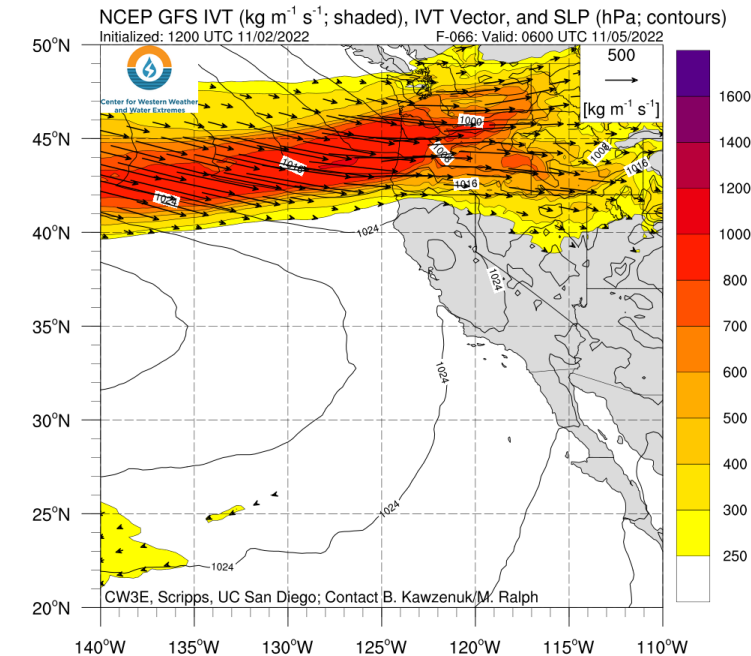 NCEP GFS IVT (kg m⁻¹ s⁻¹; shaded), IVT Vector, and SLP (hPa; contours)
Initialized: 1200 UTC 11/02/2022 F-066: Valid: 0600 UTC 11/05/2022
50°N
45°N
40°N
35°N
30°N
25°N
20°N
Center for Western Weather
and Water Extremes
500
[kg m⁻¹ s⁻¹]
1000
1008
1008
1016
1016
1016
1024
1024
1024
1024
1024
1024
1600
1400
1200
1000
800
700
600
500
400
300
250
CW3E, Scripps, UC San Diego; Contact B. Kawzenuk/M. Ralph
140°W 135°W 130°W 125°W 120°W 115°W 110°W